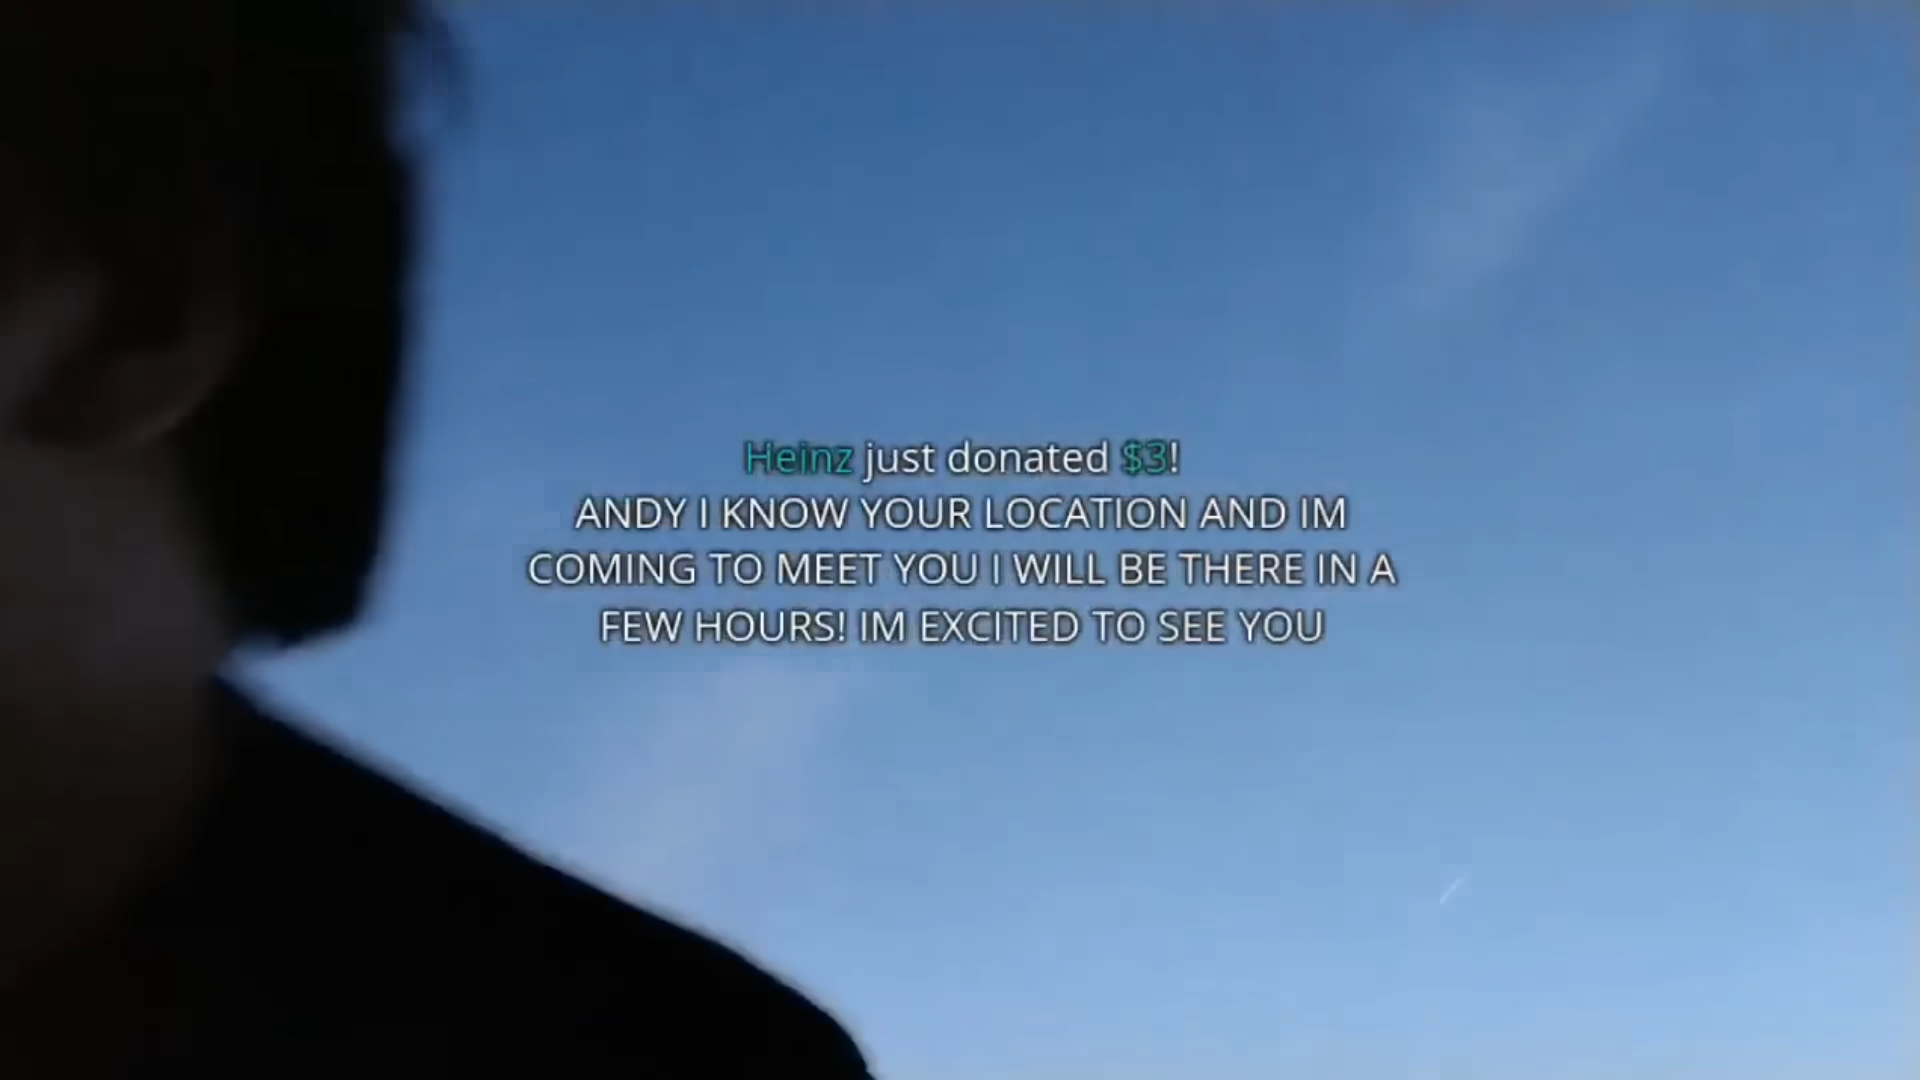 Heinz just donated $3!
ANDY I KNOW YOUR LOCATION AND IM
COMING TO MEET YOU I WILL BE THERE IN A
FEW HOURS! IM EXCITED TO SEE YOU